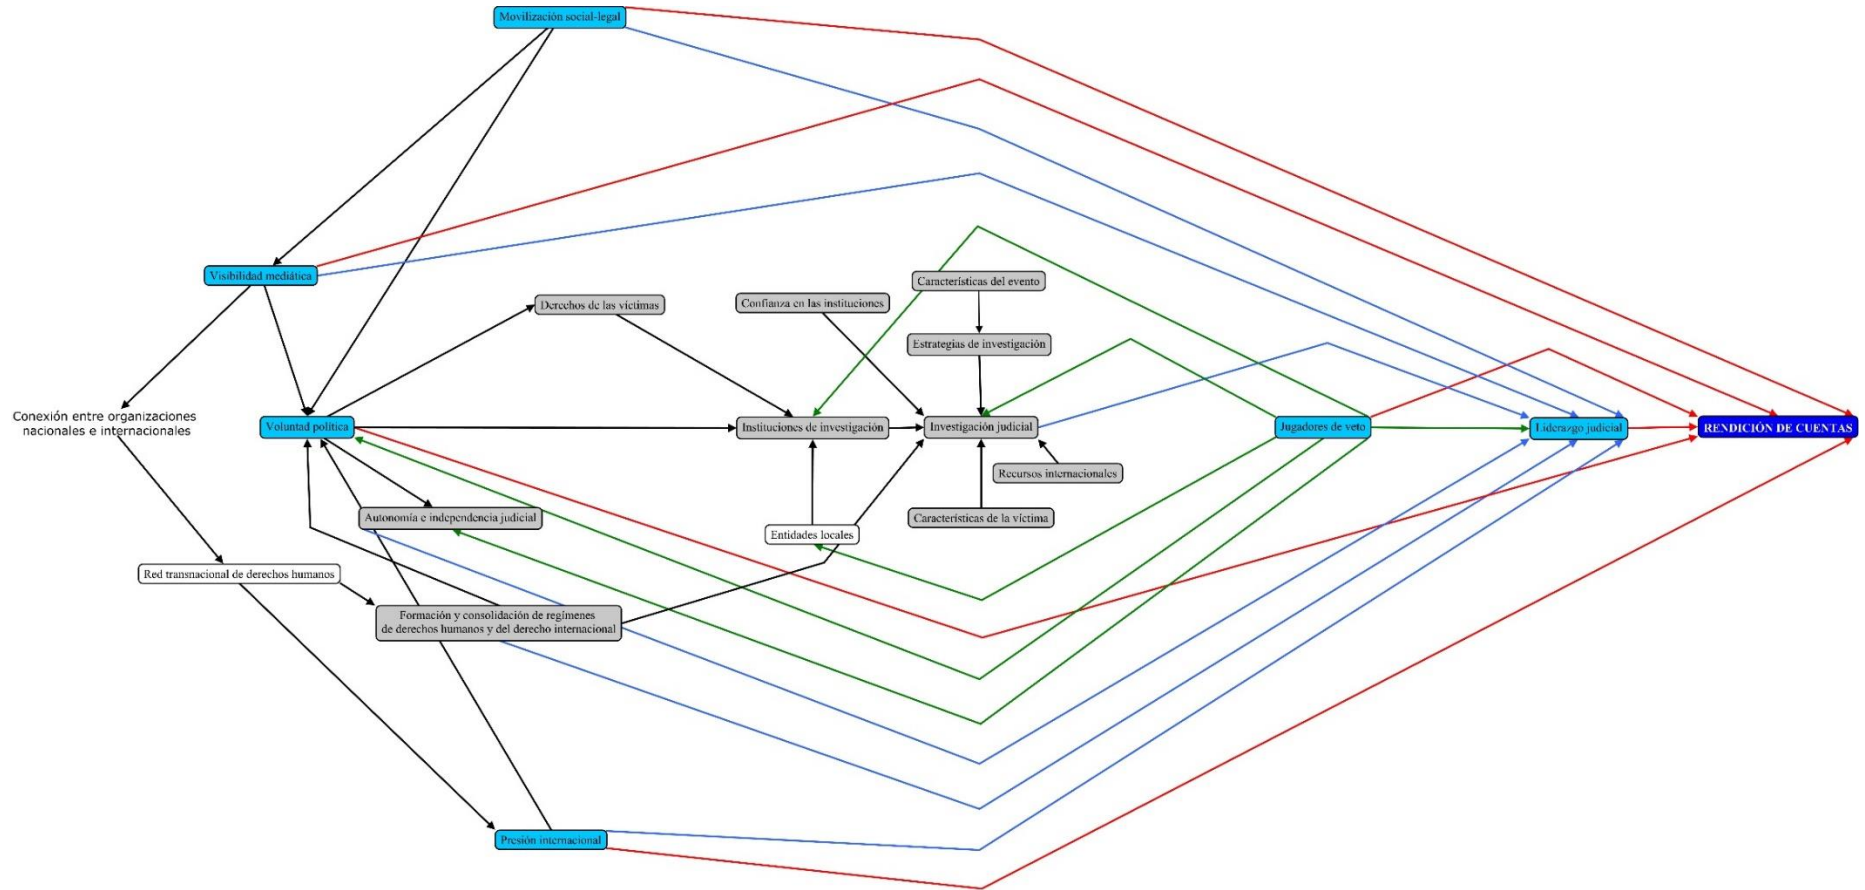 Movilización social-legal
Visibilidad mediática
Características del evento
Derechos de las víctimas
Confianza en las instituciones
Estrategias de investigación
Conexión entre organizaciones
nacionales e internacionales
Voluntad política
Instituciones de investigación
Investigación judicial
Jugadores de veto
Liderazgo judicial
RENDICIÓN DE CUENTAS
Recursos internacionales
Autonomía e independencia judicial
Características de la víctima
Entidades locales
Red transnacional de derechos humanos
Formación y consolidación de regímenes
de derechos humanos y del derecho internacional
Presión internacional